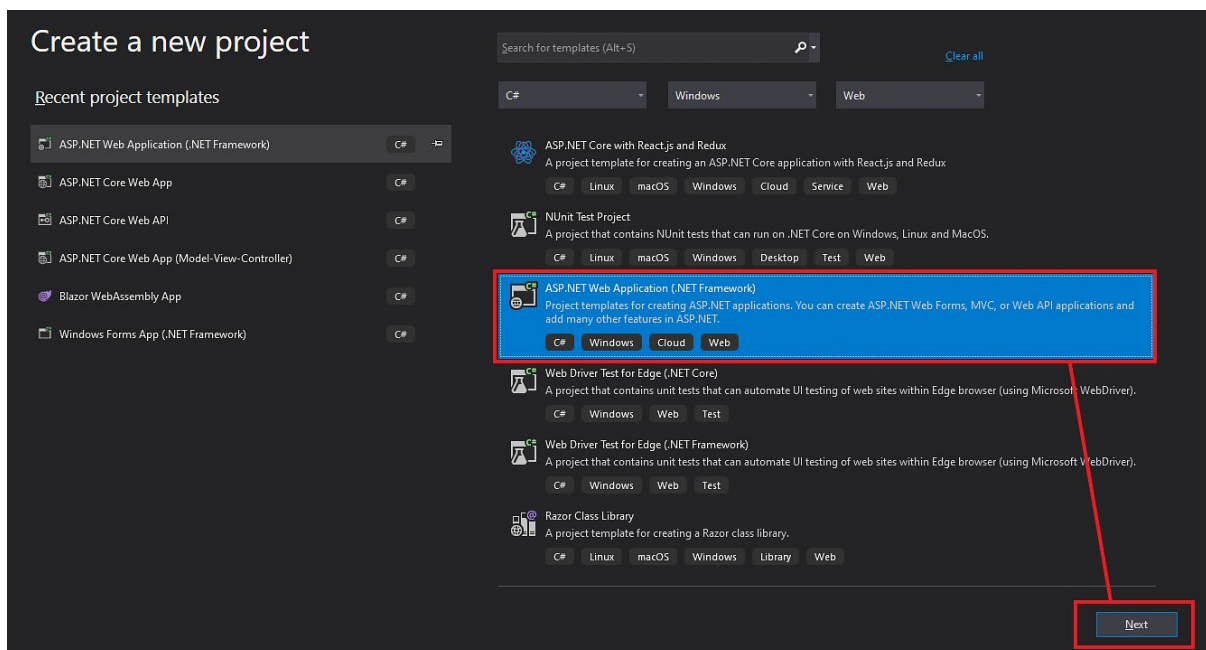 Create a new project
Search for templates (Alt+S)
Clear all
Recent project templates
C#
Windows
Web
ASP.NET Web Application (.NET Framework)
C#
ASP.NET Core Web App
C#
ASP.NET Core Web API
C#
ASP.NET Core Web App (Model-View-Controller)
C#
Blazor WebAssembly App
C#
Windows Forms App (.NET Framework)
C#
ASP.NET Core with React.js and Redux
A project template for creating an ASP.NET Core application with React.js and Redux
C# Linux macOS Windows Cloud Service Web
NUnit Test Project
A project that contains NUnit tests that can run on .NET Core on Windows, Linux and MacOS.
C# Linux macOS Windows Desktop Test Web
ASP.NET Web Application (.NET Framework)
Project templates for creating ASP.NET applications. You can create ASP.NET Web Forms, MVC, or Web API applications and
add many other features in ASP.NET.
C# Windows Cloud Web
Web Driver Test for Edge (.NET Core)
A project that contains unit tests that can automate UI testing of web sites within Edge browser (using Microsoft WebDriver).
C# Windows Web Test
Web Driver Test for Edge (.NET Framework)
A project that contains unit tests that can automate UI testing of web sites within Edge browser (using Microsoft WebDriver).
C# Windows Web Test
Razor Class Library
A project template for creating a Razor class library.
C# Linux macOS Windows Library Web
Next